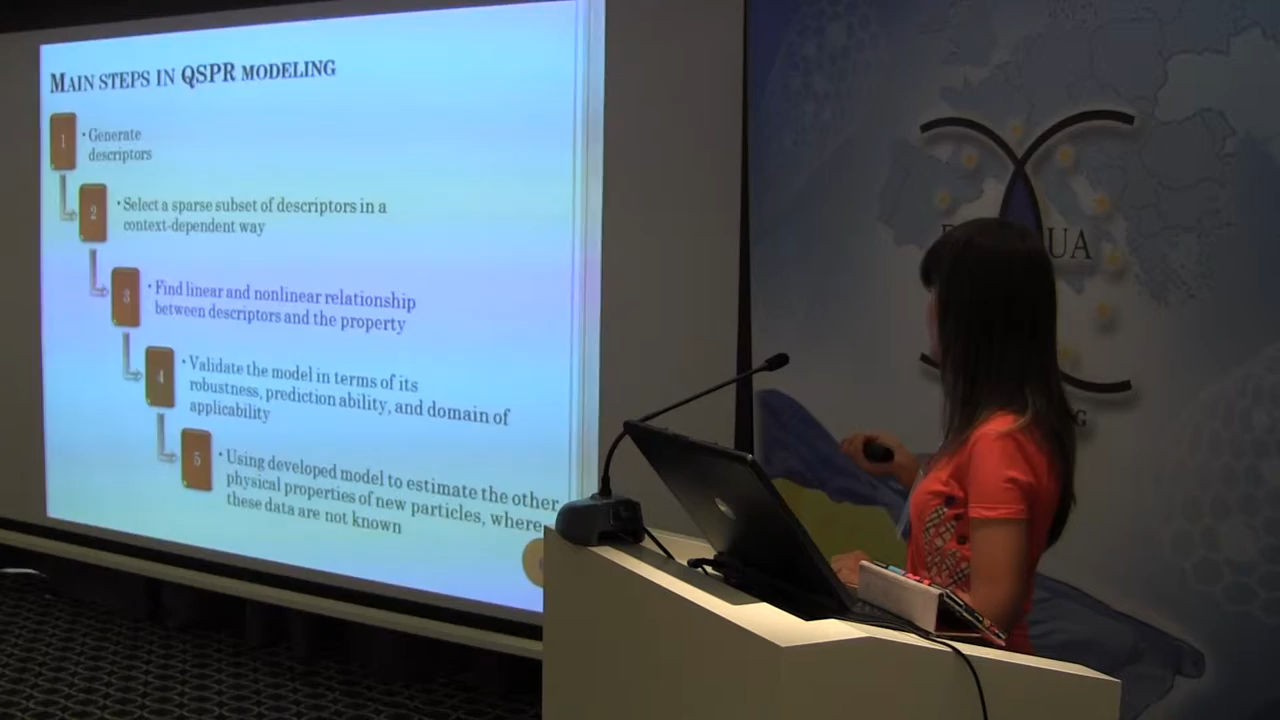 MAIN STEPS IN QSPR MODELING
1
• Generate
descriptors
2
• Select a sparse subset of descriptors in a
context-dependent way
3
• Find linear and nonlinear relationship
between descriptors and the property
4
• Validate the model in terms of its
robustness, prediction ability, and domain of
applicability
5
• Using developed model to estimate the other
physical properties of new particles, where
these data are not known
UA